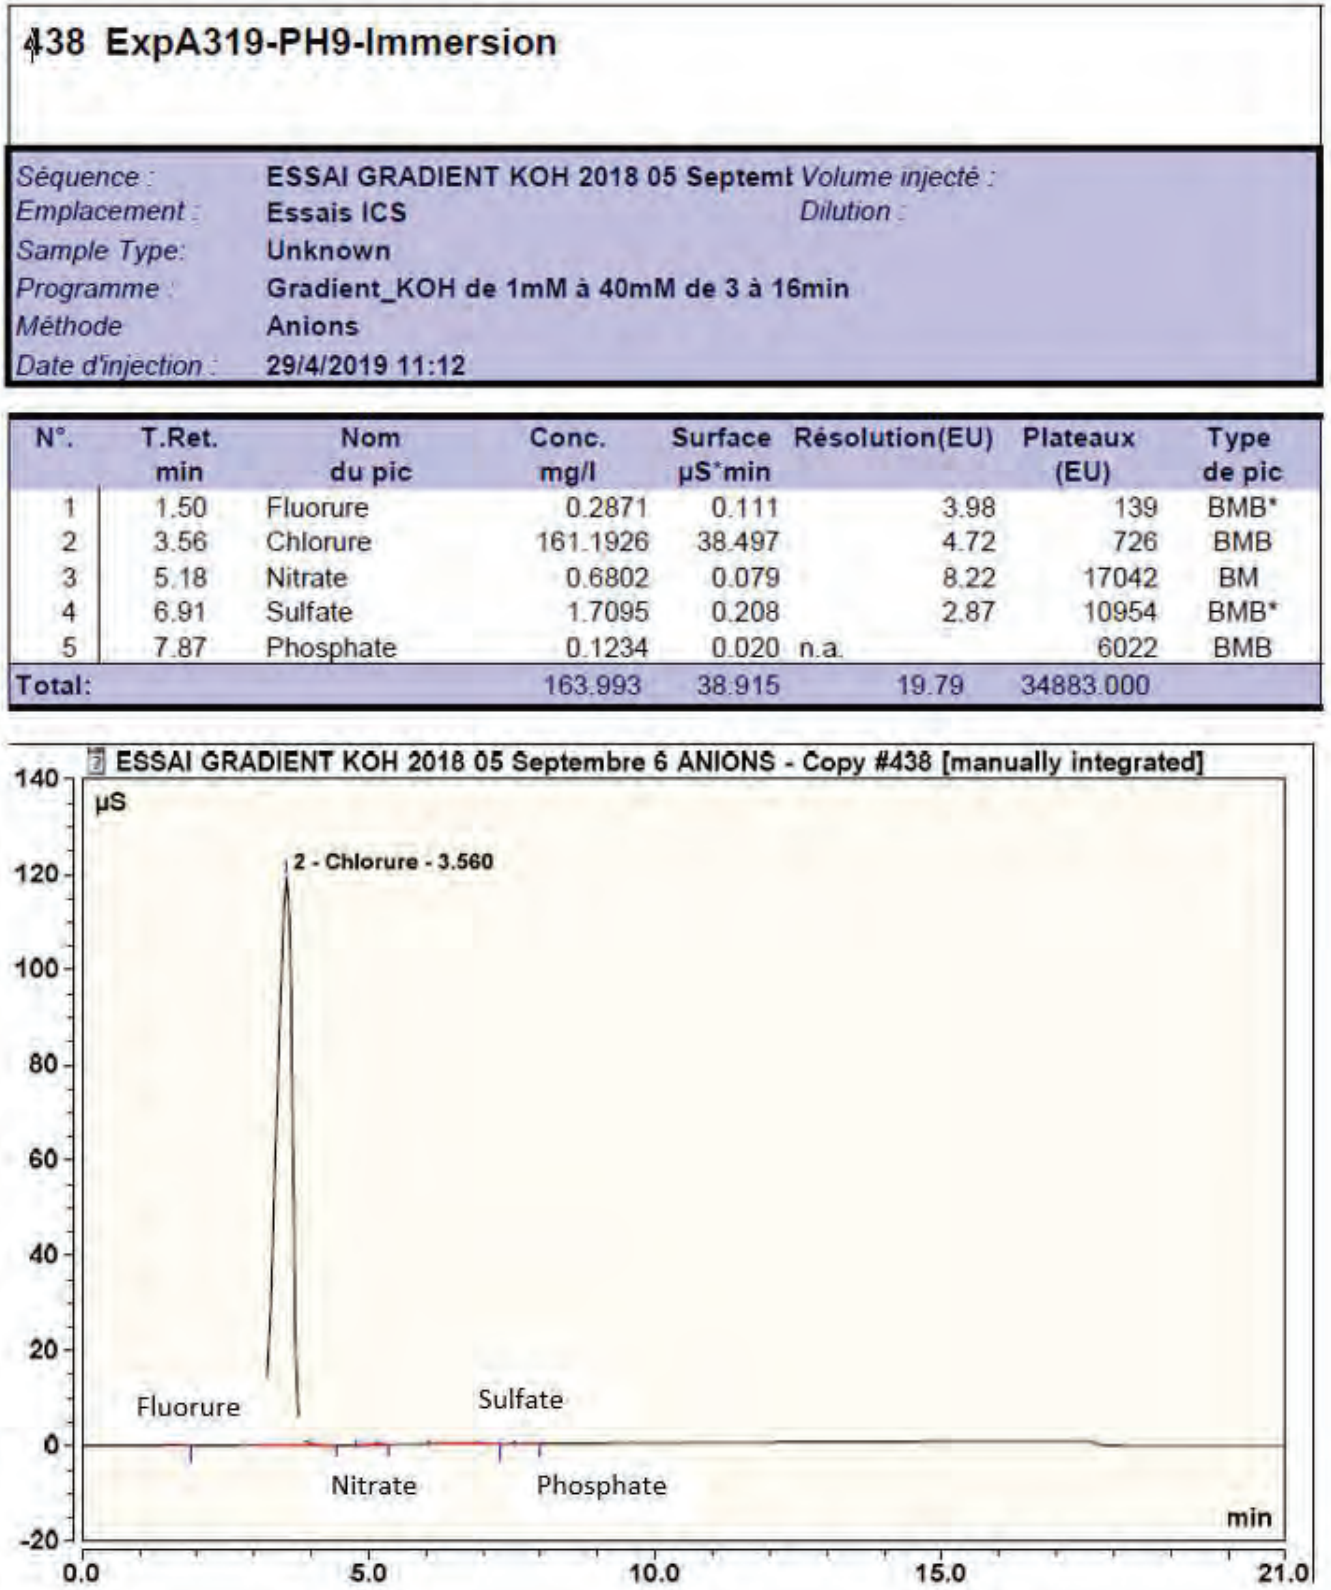 438 ExpA319-PH9-Immersion
Séquence : ESSAI GRADIENT KOH 2018 05 Septemb Volume injecté :
Emplacement : Essais ICS Dilution :
Sample Type: Unknown
Programme : Gradient_KOH de 1mM à 40mM de 3 à 16min
Méthode Anions
Date d'injection : 29/4/2019 11:12
N°. T.Ret. Nom Conc. Surface Résolution(EU) Plateaux Type
min du pic mg/l µS*min (EU) de pic
1 1.50 Fluorure 0.2871 0.111 3.98 139 BMB*
2 3.56 Chlorure 161.1926 38.497 4.72 726 BMB
3 5.18 Nitrate 0.6802 0.079 8.22 17042 BM
4 6.91 Sulfate 1.7095 0.208 2.87 10954 BMB*
5 7.87 Phosphate 0.1234 0.020 n.a. 6022 BMB
Total: 163.993 38.915 19.79 34883.000
ESSAI GRADIENT KOH 2018 05 Septembre 6 ANIONS - Copy #438 [manually integrated]
140
µS
2 - Chlorure - 3.560
120
100
80
60
40
20
Fluorure
Sulfate
0
Nitrate
Phosphate
min
-20
0.0 5.0 10.0 15.0 21.0